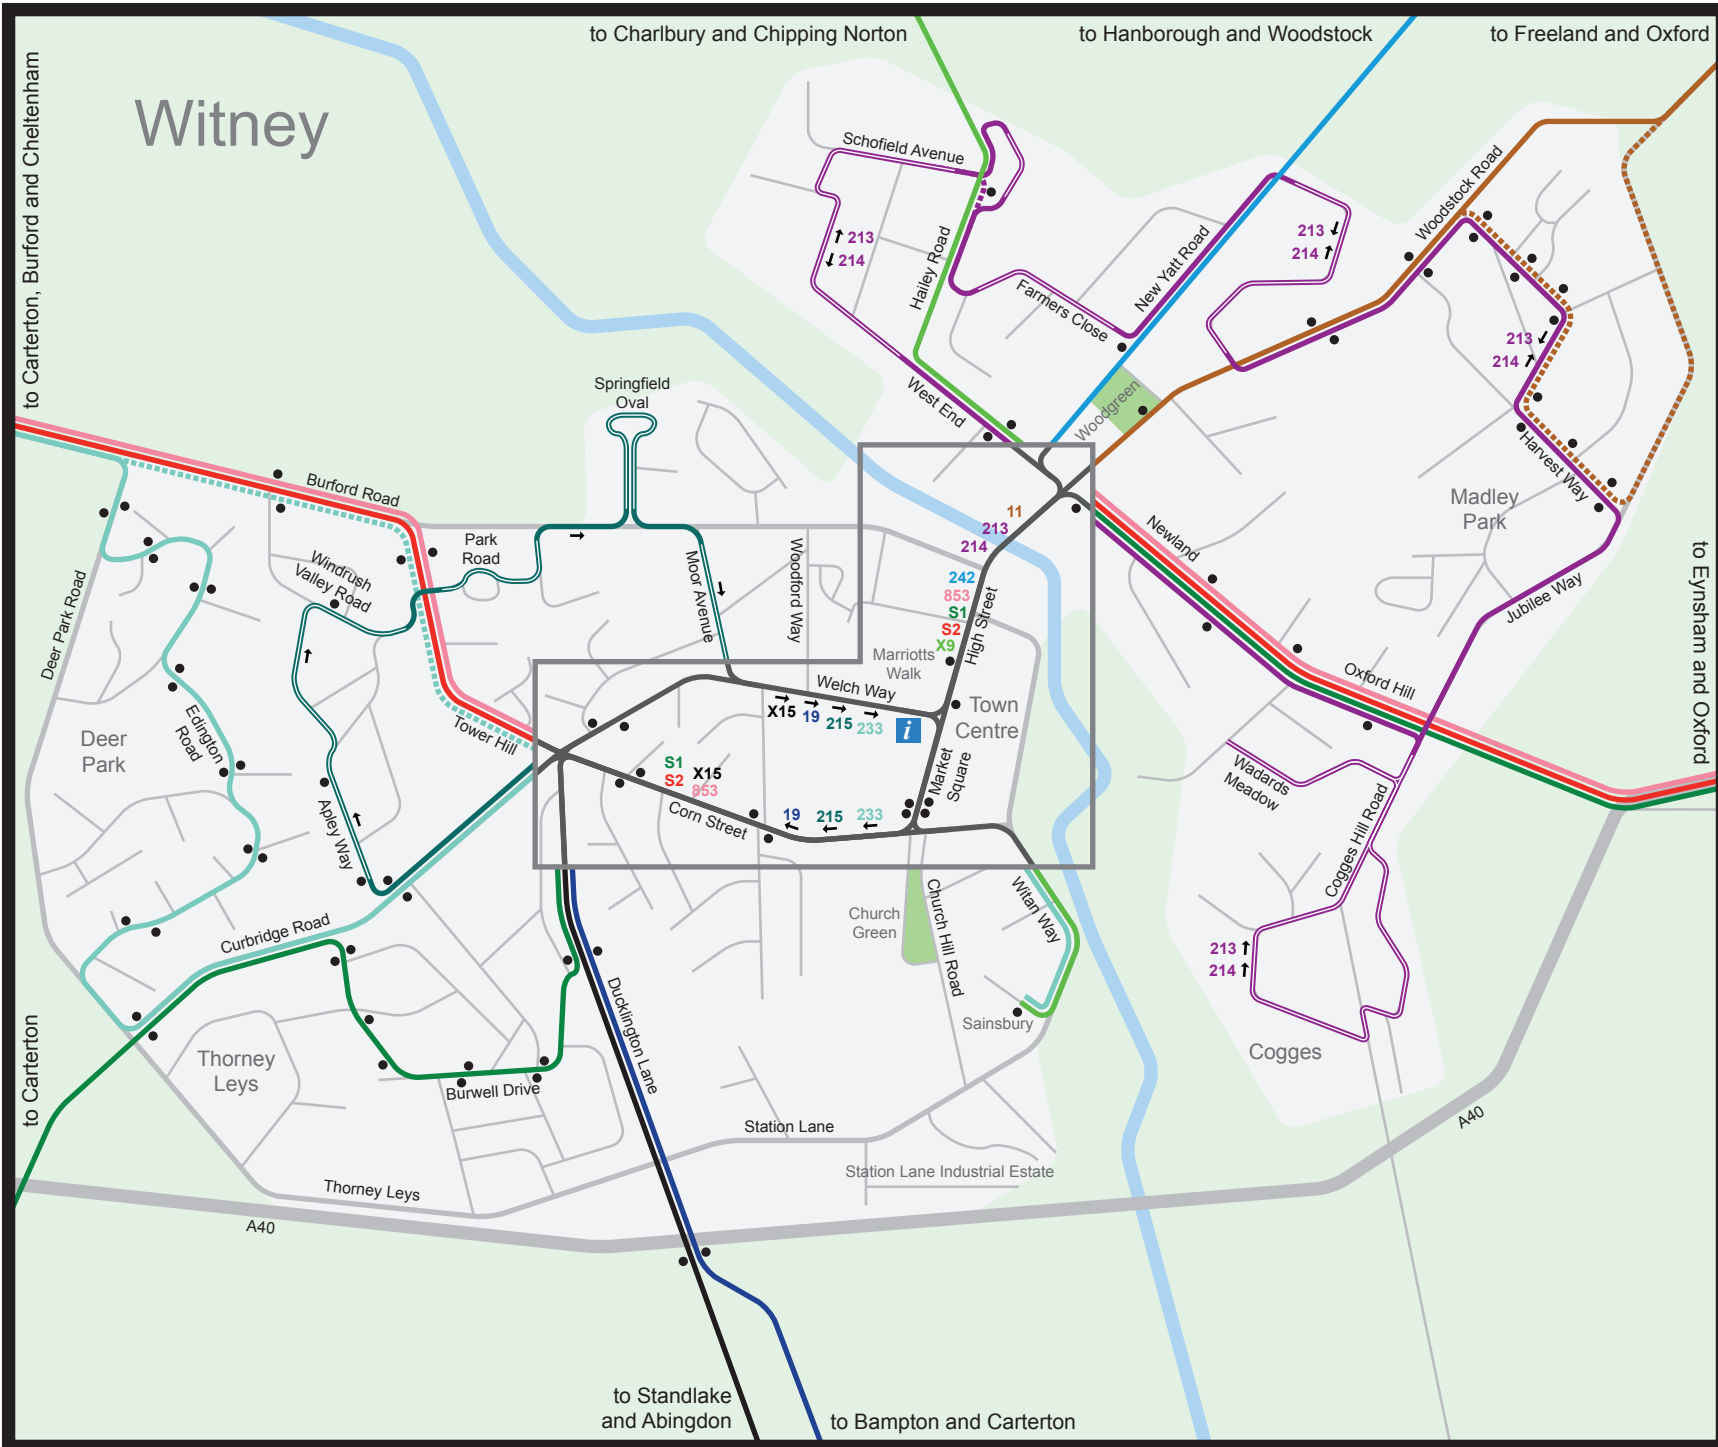 to Charlbury and Chipping Norton
to Hanborough and Woodstock
to Freeland and Oxford
to Carterton, Burford and Cheltenham
Witney
Schofield Avenue
213
214
Hailey Road
Farmers Close
New Yatt Road
213
214
Woodstock Road
213
214
Harvest Way
Madley
Park
Jubilee Way
West End
Woodgreen
Springfield
Oval
Burford Road
Park
Road
Windrush
Valley Road
Moor Avenue
Woodford Way
11
213
214
242
853
S1
S2
X9
High Street
Marriotts
Walk
Newland
Oxford Hill
to Eynsham and Oxford
Deer Park Road
Deer
Park
Edington
Road
Tower Hill
Apley Way
Welch Way
X15
19
215
233
i
Town
Centre
Market
Square
S1
S2
X15
853
Corn Street
19
215
233
Wadards
Meadow
Cogges Hill Road
213
214
Cogges
Curbridge Road
Church
Green
Church Hill Road
Witan Way
Sainsbury
Ducklington Lane
Thorney
Leys
Burwell Drive
to Carterton
Station Lane
Station Lane Industrial Estate
Thorney Leys
A40
A40
to Standlake
and Abingdon
to Bampton and Carterton